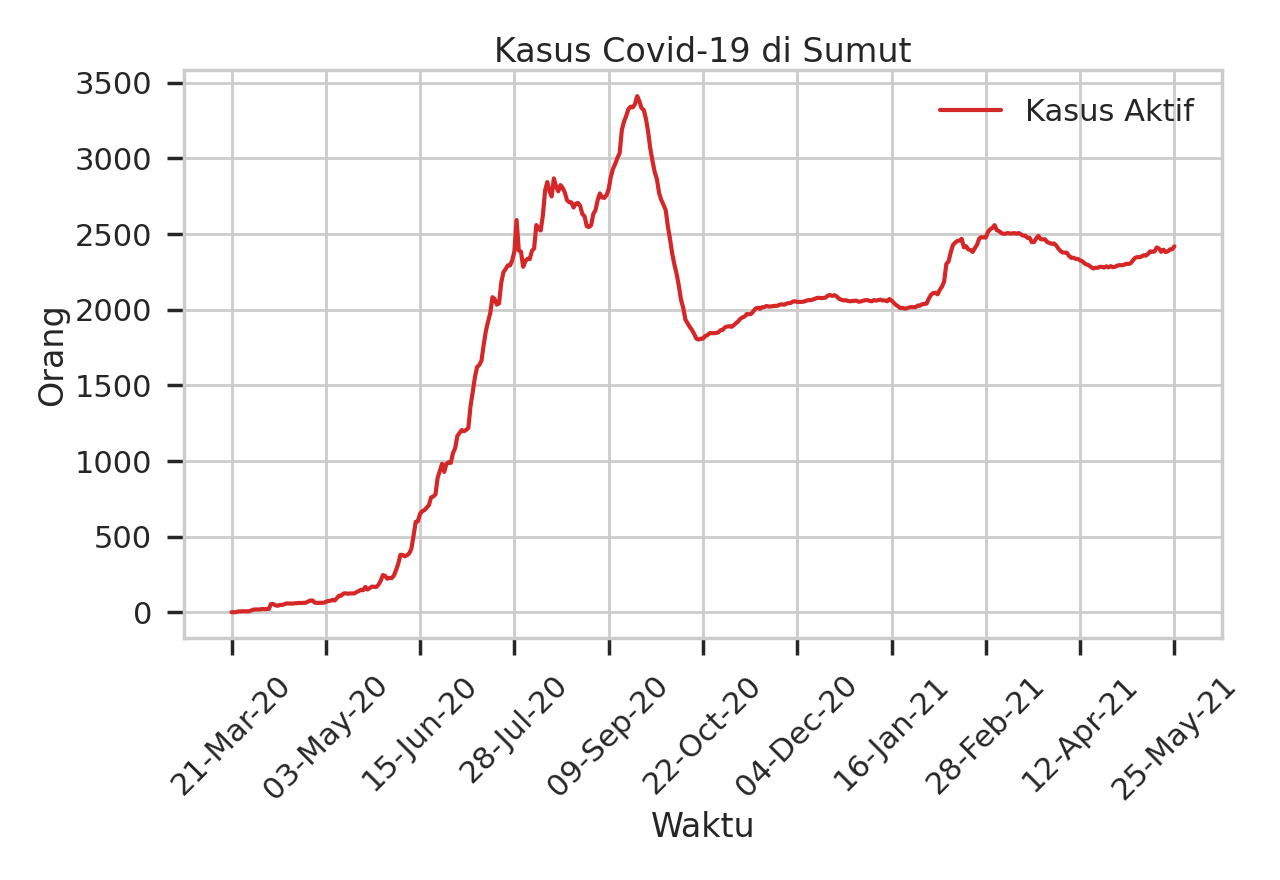 Kasus Covid-19 di Sumut
Kasus Aktif
Orang
3500
3000
2500
2000
1500
1000
500
0
21-Mar-20
03-May-20
15-Jun-20
28-Jul-20
09-Sep-20
22-Oct-20
04-Dec-20
16-Jan-21
28-Feb-21
12-Apr-21
25-May-21
Waktu